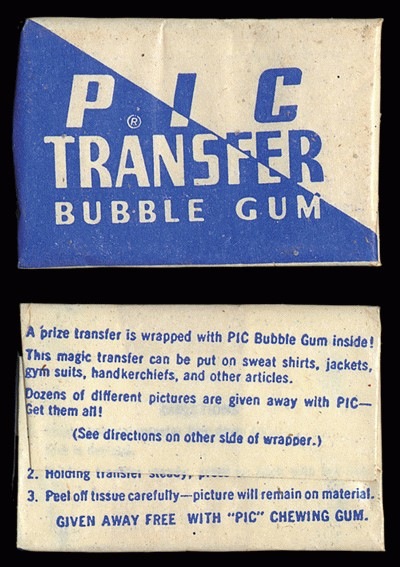 PIC
®
TRANSFER
BUBBLE GUM
A prize transfer is wrapped with PIC Bubble Gum inside!
This magic transfer can be put on sweat shirts, jackets,
gym suits, handkerchiefs, and other articles.
Dozens of different pictures are given away with PIC—
Get them all!
(See directions on other side of wrapper.)
2. Holding transfer steady,
3. Peel off tissue carefully—picture will remain on material.
GIVEN AWAY FREE WITH "PIC" CHEWING GUM.